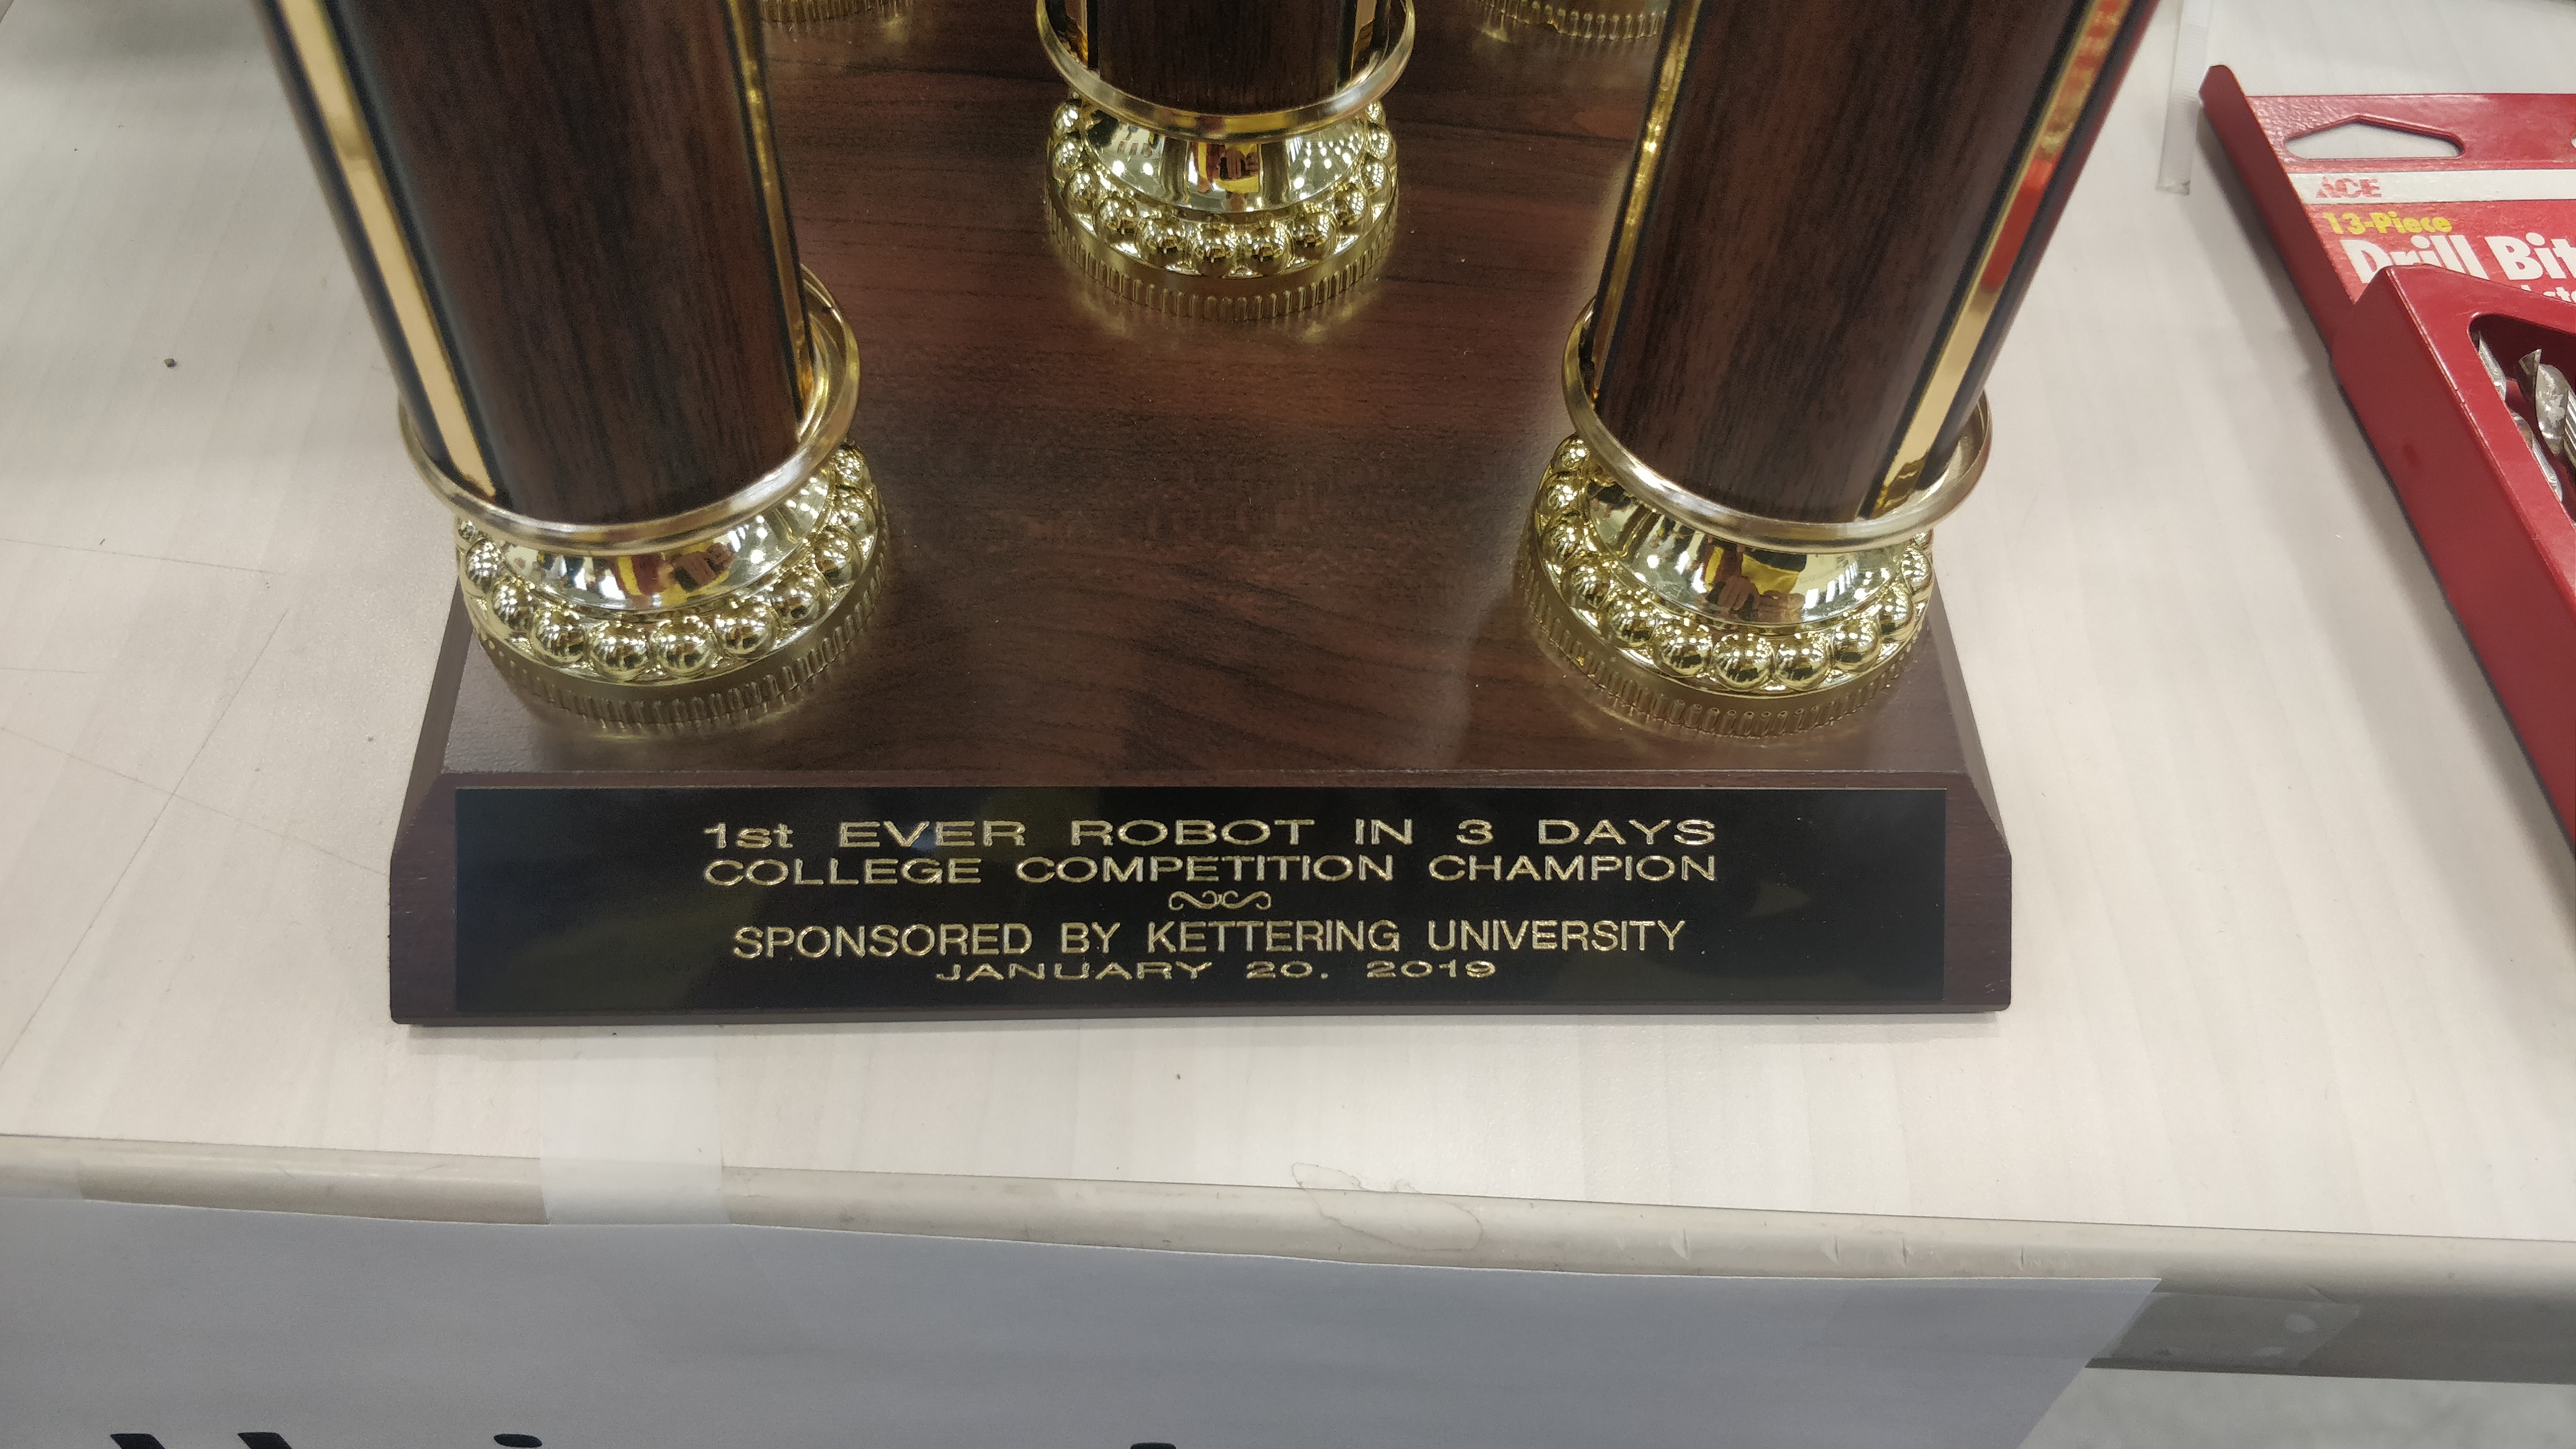 1st EVER ROBOT IN 3 DAYS
COLLEGE COMPETITION CHAMPION
SPONSORED BY KETTERING UNIVERSITY
JANUARY 20, 2019
ACE
13-Piece
Drill Bit